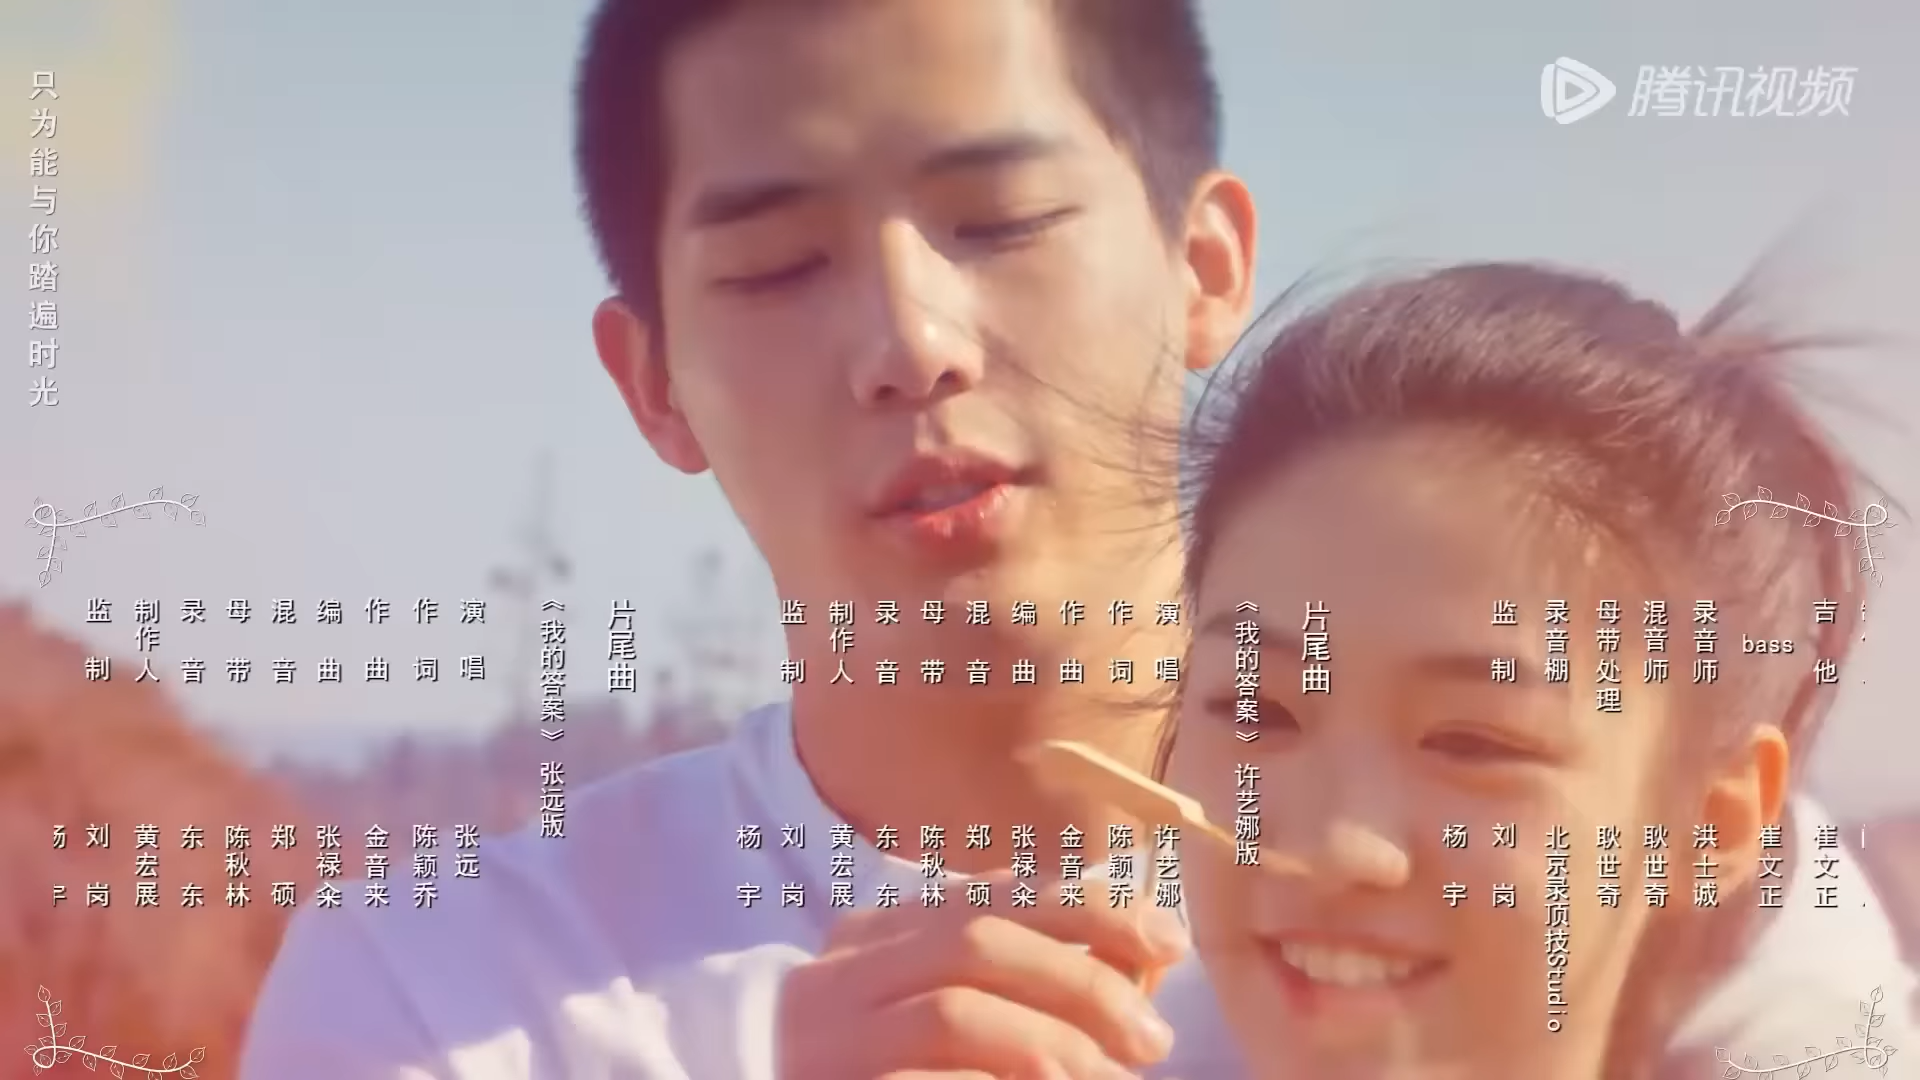 只为能与你踏遍时光
腾讯视频
吉他 崔文正
bass 崔文正
录音师 洪士诚
混音师 耿世奇
母带处理 耿世奇
录音棚 北京录顶技Studio
监制 刘岗
杨宇
片尾曲
《我的答案》许艺娜版
演唱 许艺娜
作词 陈颖乔
作曲 金音来
编曲 张禄籴
混音 郑硕
母带 陈秋林
录音 东东
制作人 黄宏展
监制 刘岗
杨宇
片尾曲
《我的答案》张远版
演唱 张远
作词 陈颖乔
作曲 金音来
编曲 张禄籴
混音 郑硕
母带 陈秋林
录音 东东
制作人 黄宏展
监制 刘岗